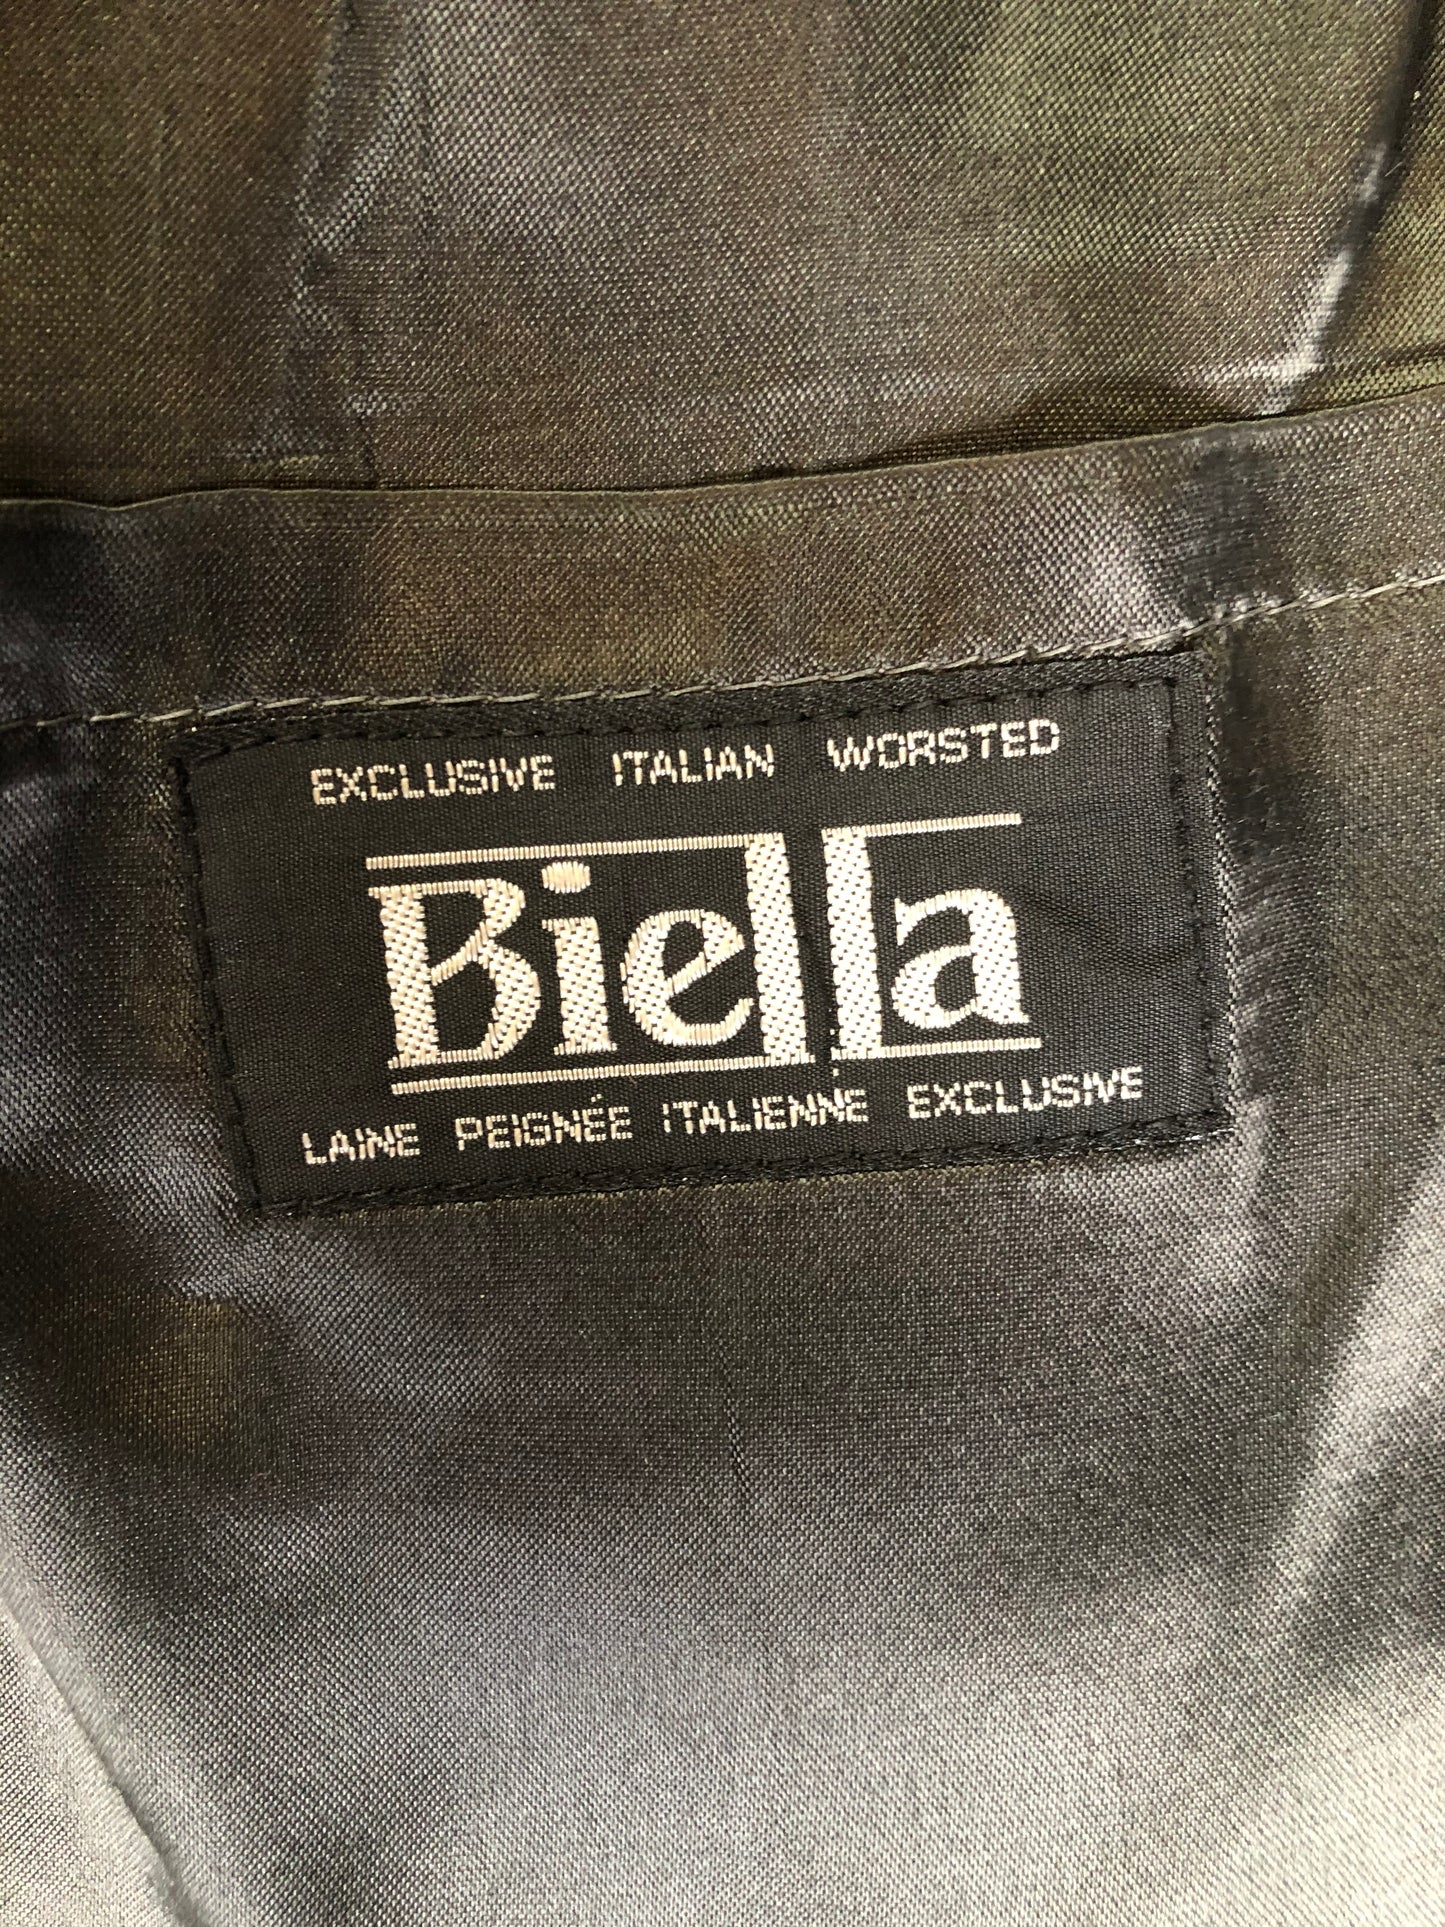 EXCLUSIVE ITALIAN WORSTED
Biella
LAINE PEIGNÉE ITALIENNE EXCLUSIVE